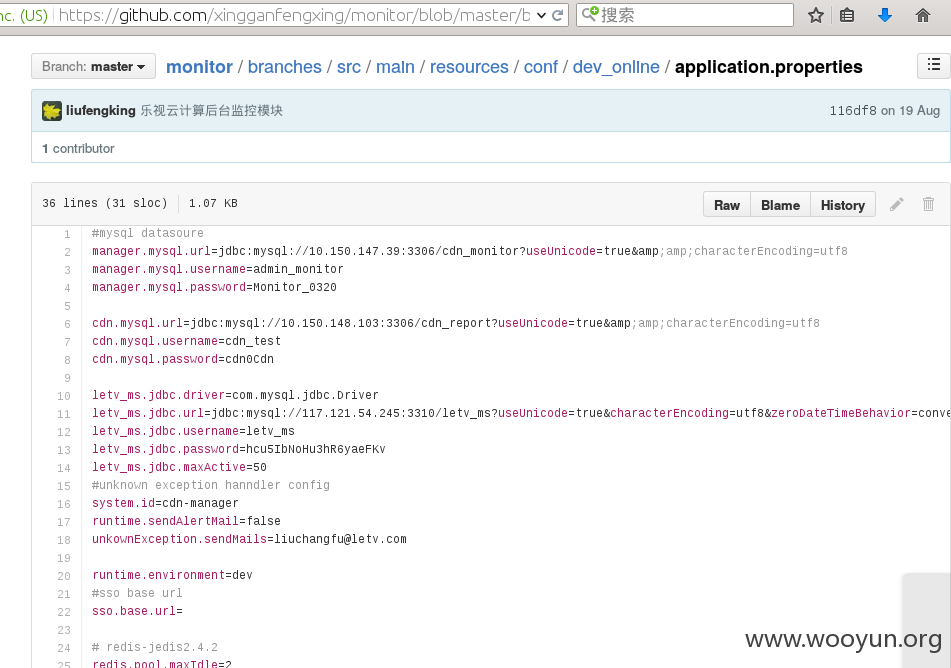 nc. (US) https://github.com/xingganfengxing/monitor/blob/master/b 搜索
Branch: master monitor / branches / src / main / resources / conf / dev_online / application.properties
liufengking 乐视云计算后台监控模块 116df8 on 19 Aug
1 contributor
36 lines (31 sloc) 1.07 KB Raw Blame History
1 #mysql datasoure
2 manager.mysql.url=jdbc:mysql://10.150.147.39:3306/cdn_monitor?useUnicode=true&amp;amp;characterEncoding=utf8
3 manager.mysql.username=admin_monitor
4 manager.mysql.password=Monitor_0320
5
6 cdn.mysql.url=jdbc:mysql://10.150.148.103:3306/cdn_report?useUnicode=true&amp;amp;characterEncoding=utf8
7 cdn.mysql.username=cdn_test
8 cdn.mysql.password=cdn0Cdn
9
10 letv_ms.jdbc.driver=com.mysql.jdbc.Driver
11 letv_ms.jdbc.url=jdbc:mysql://117.121.54.245:3310/letv_ms?useUnicode=true&characterEncoding=utf8&zeroDateTimeBehavior=conve
12 letv_ms.jdbc.username=letv_ms
13 letv_ms.jdbc.password=hcu5IbNoHu3hR6yaeFKv
14 letv_ms.jdbc.maxActive=50
15 #unknown exception hanndler config
16 system.id=cdn-manager
17 runtime.sendAlertMail=false
18 unkownException.sendMails=liuchangfu@letv.com
19
20 runtime.environment=dev
21 #sso base url
22 sso.base.url=
23
24 # redis-jedis2.4.2
25 redis.pool.maxIdle=2
www.wooyun.org